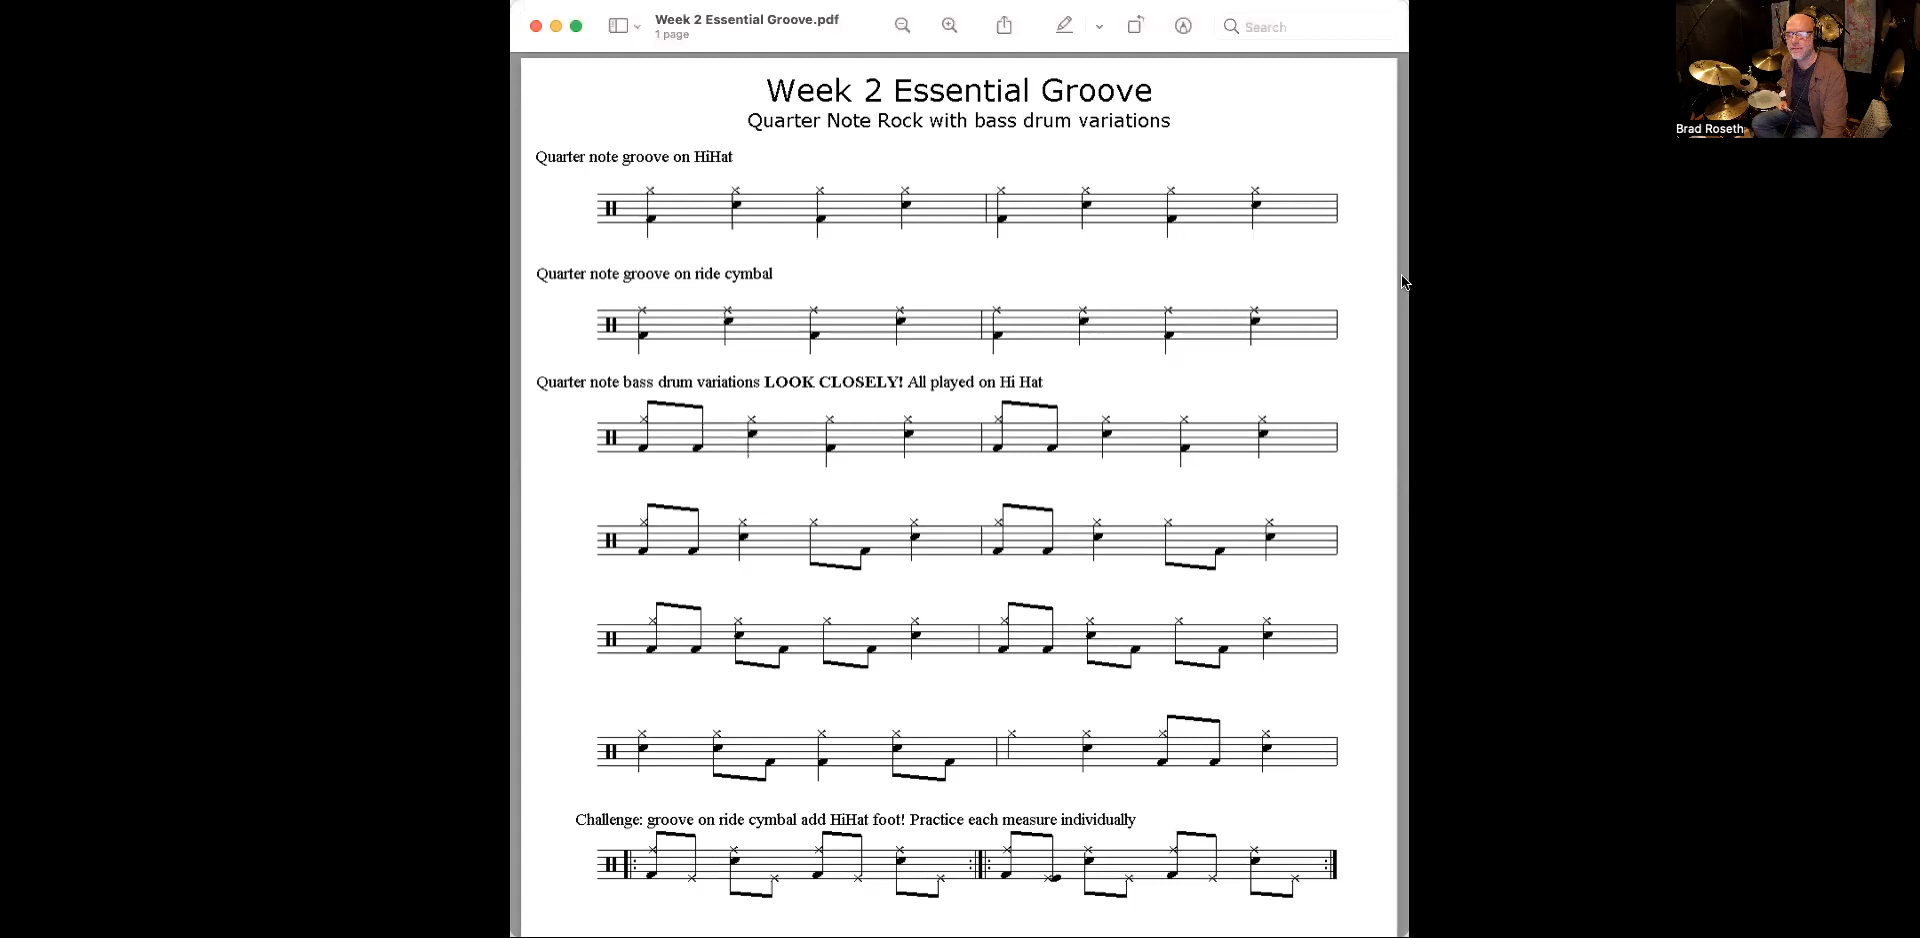 Week 2 Essential Groove.pdf
1 page
Search
Brad Roseth
Week 2 Essential Groove
Quarter Note Rock with bass drum variations
Quarter note groove on HiHat
Quarter note groove on ride cymbal
Quarter note bass drum variations LOOK CLOSELY! All played on Hi Hat
Challenge: groove on ride cymbal add HiHat foot! Practice each measure individually